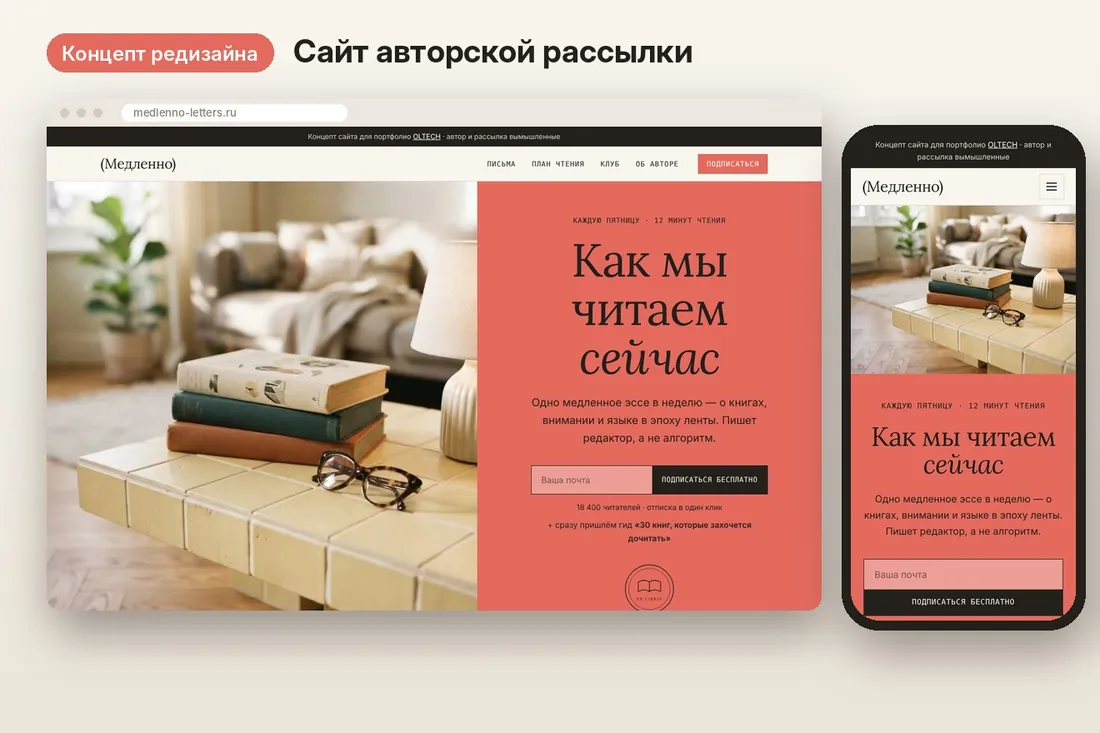 Концепт редизайна
Сайт авторской рассылки
medlenno-letters.ru
Концепт сайта для портфолио OLTECH · автор и рассылка вымышленные
(Медленно)
ПИСЬМА
ПЛАН ЧТЕНИЯ
КЛУБ
ОБ АВТОРЕ
ПОДПИСАТЬСЯ
КАЖДУЮ ПЯТНИЦУ · 12 МИНУТ ЧТЕНИЯ
Как мы
читаем
сейчас
Одно медленное эссе в неделю — о книгах,
внимании и языке в эпоху ленты. Пишет
редактор, а не алгоритм.
Ваша почта
ПОДПИСАТЬСЯ БЕСПЛАТНО
18 400 читателей · отписка в один клик
+ сразу пришлём гид «30 книг, которые захочется
дочитать»
EX LIBRIS
Концепт сайта для портфолио OLTECH · автор и
рассылка вымышленные
(Медленно)
КАЖДУЮ ПЯТНИЦУ · 12 МИНУТ ЧТЕНИЯ
Как мы читаем
сейчас
Одно медленное эссе в неделю — о
книгах, внимании и языке в эпоху ленты.
Пишет редактор, а не алгоритм.
Ваша почта
ПОДПИСАТЬСЯ БЕСПЛАТНО